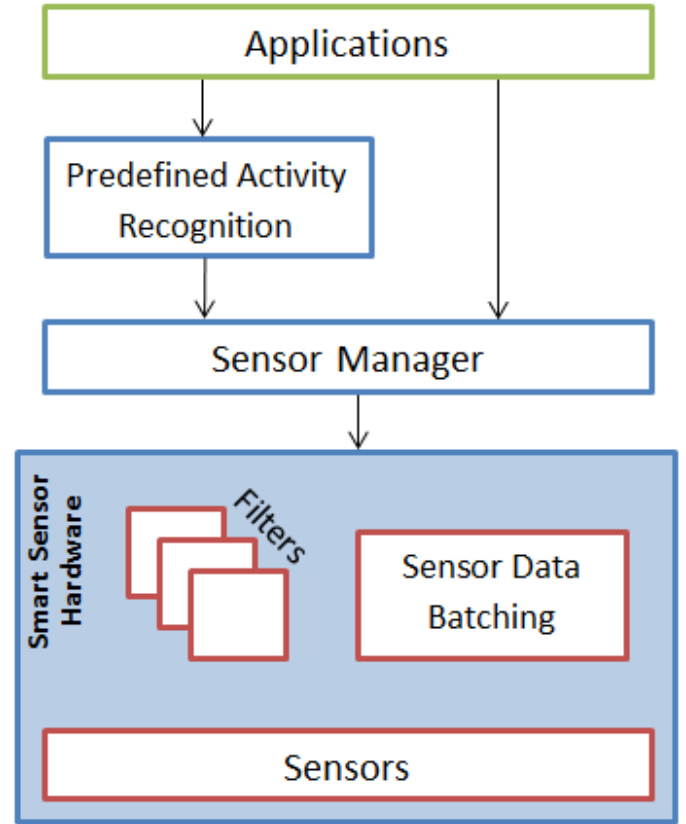 Applications
Predefined Activity
Recognition
Sensor Manager
Smart Sensor
Hardware
Filters
Sensor Data
Batching
Sensors